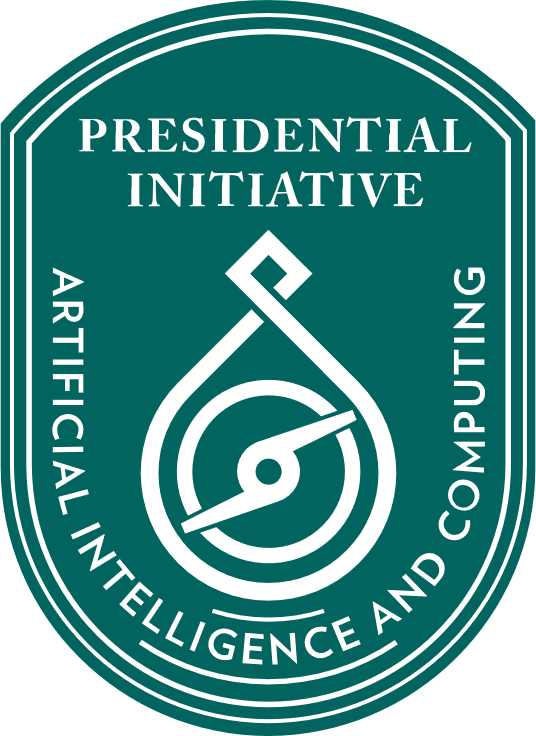 PRESIDENTIAL
INITIATIVE
ARTIFICIAL INTELLIGENCE AND COMPUTING